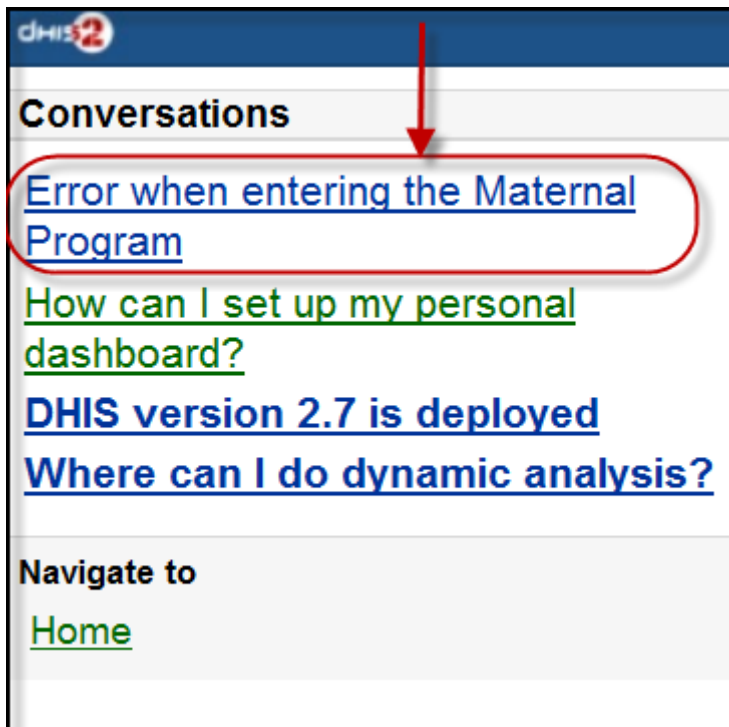 dHIS2
Conversations
Error when entering the Maternal
Program
How can I set up my personal
dashboard?
DHIS version 2.7 is deployed
Where can I do dynamic analysis?
Navigate to
Home